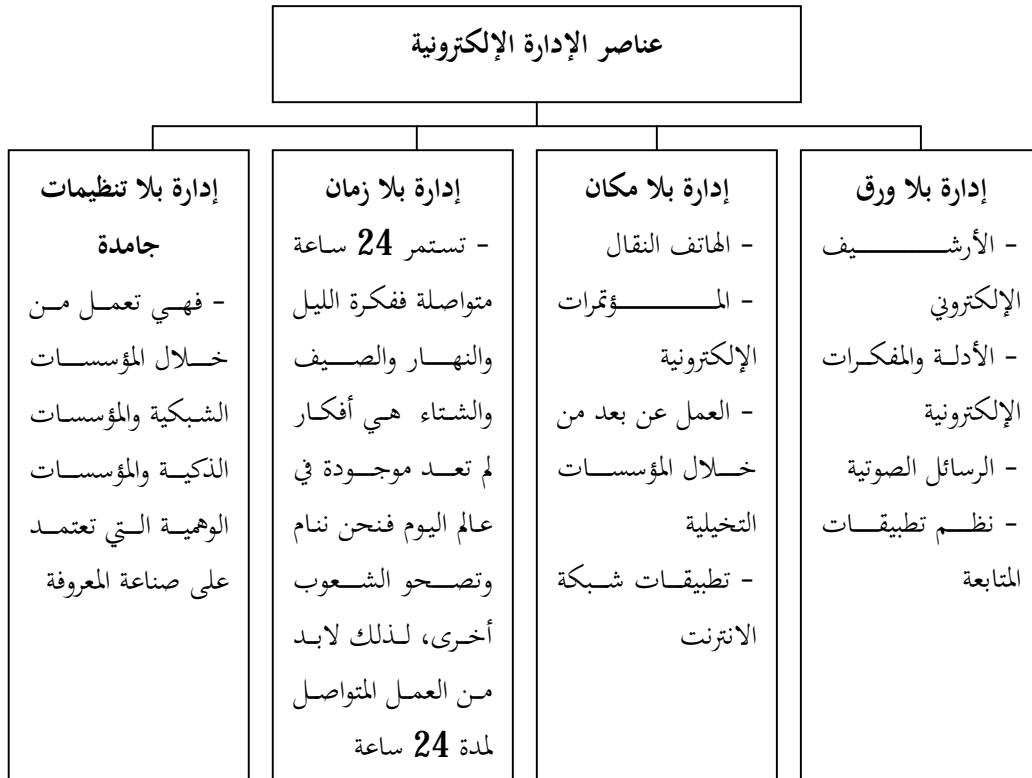 عناصر الإدارة الإلكترونية
إدارة بلا ورق
- الأرشيف
الإلكتروني
- الأدلة والمفكرات
الإلكترونية
- الرسائل الصوتية
- نظم تطبيقات
المتابعة
إدارة بلا مكان
- الهاتف النقال
- المؤتمرات
الإلكترونية
- العمل عن بعد من
خلال المؤسسات
التخيلية
- تطبيقات شبكة
الانترنت
إدارة بلا زمان
- تستمر 24 ساعة
متواصلة ففكرة الليل
والنهار والصيف
والشتاء هي أفكار
لم تعد موجودة في
عالم اليوم فنحن ننام
وتصحو الشعوب
أخرى، لذلك لابد
من العمل المتواصل
لمدة 24 ساعة
إدارة بلا تنظيمات
جامدة
- فهي تعمل من
خلال المؤسسات
الشبكية والمؤسسات
الذكية والمؤسسات
الوهمية التي تعتمد
على صناعة المعروفة